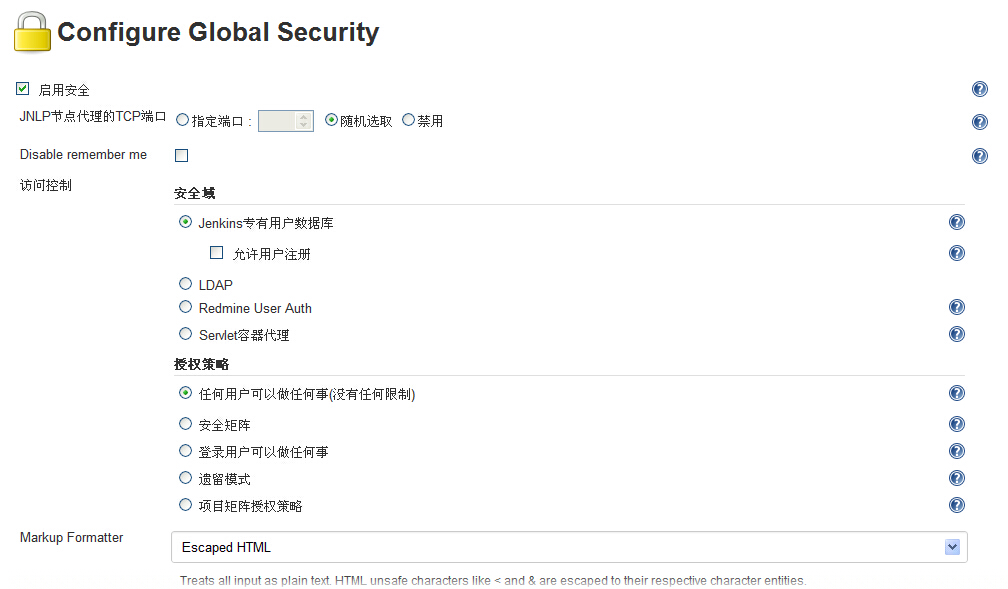 Configure Global Security
启用安全
JNLP节点代理的TCP端口 指定端口 : 随机选取 禁用
Disable remember me
访问控制
安全域
Jenkins专有用户数据库
允许用户注册
LDAP
Redmine User Auth
Servlet容器代理
授权策略
任何用户可以做任何事(没有任何限制)
安全矩阵
登录用户可以做任何事
遗留模式
项目矩阵授权策略
Markup Formatter Escaped HTML
Treats all input as plain text. HTML unsafe characters like < and & are escaped to their respective character entities.